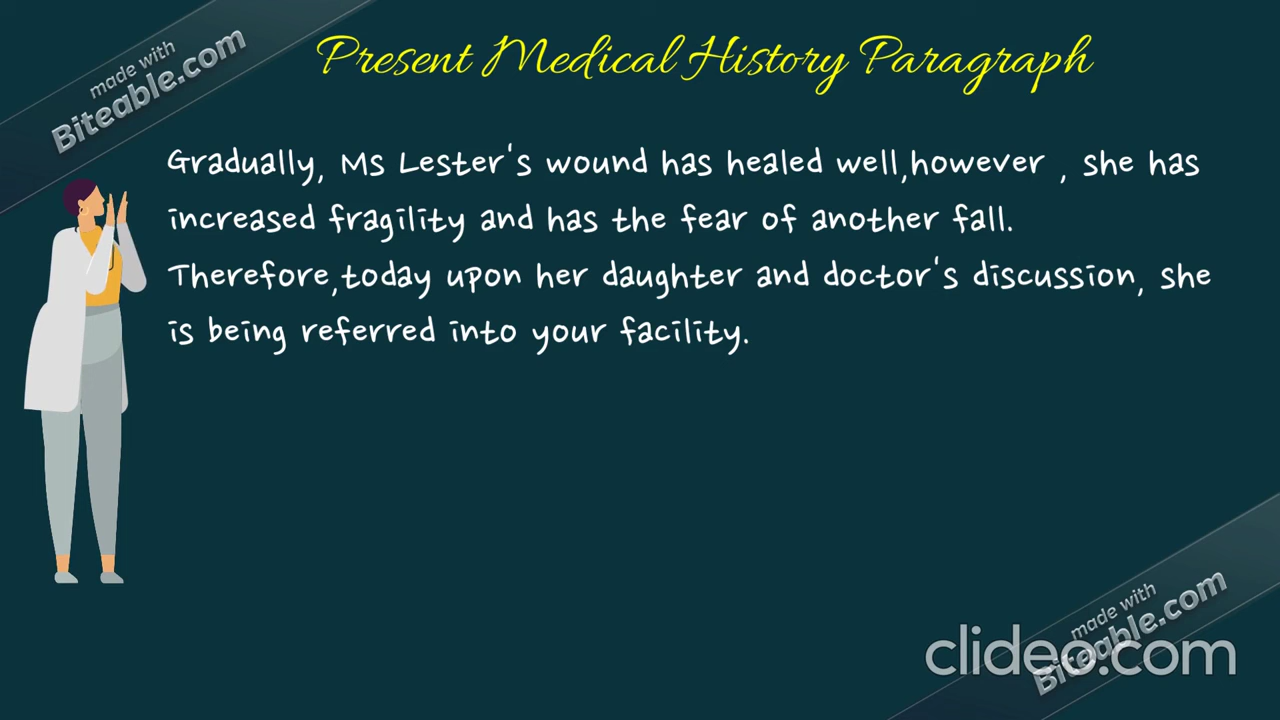 made with
Biteable.com
Present Medical History Paragraph
Gradually, Ms Lester's wound has healed well,however , she has
increased fragility and has the fear of another fall.
Therefore,today upon her daughter and doctor's discussion, she
is being referred into your facility.
made with
Biteable.com
clideo.com